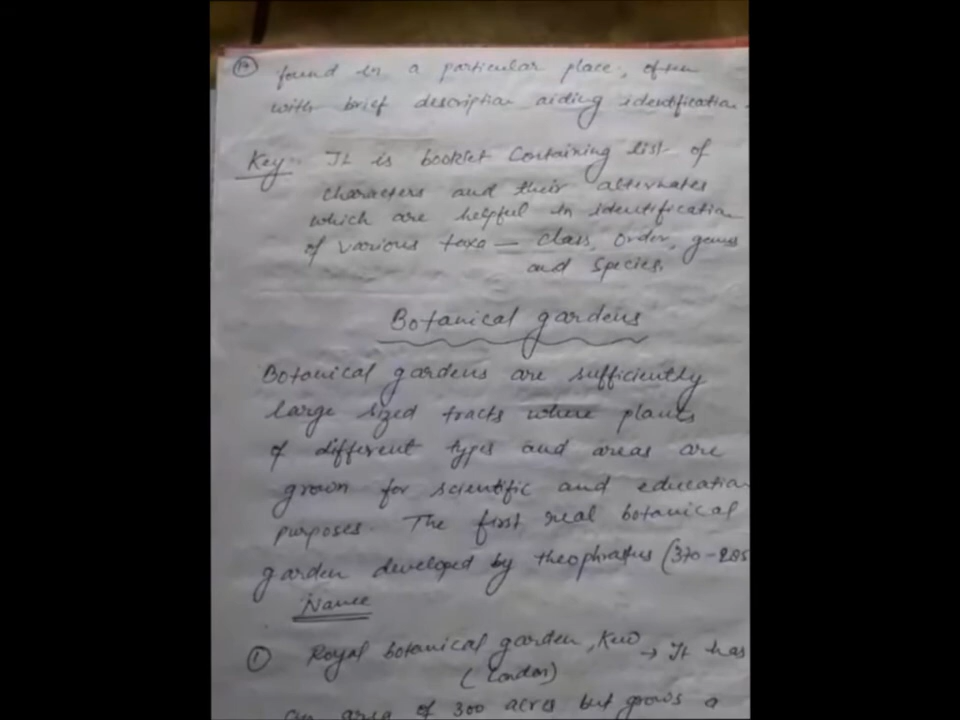 14 found in a particular place, often
with brief description aiding identification.
Key- It is booklet Containing list of
characters and their alternates
which are helpful in identification
of various taxa — class, order, genus
and Species.
Botanical gardens
Botanical gardens are sufficiently
large sized tracts where plants
of different types and areas are
grown for scientific and education
purposes. The first real botanical
garden developed by theophrastus (370-285
Name
① Royal botanical garden, Kew → It has
(London)
an area of 300 acres but grows a